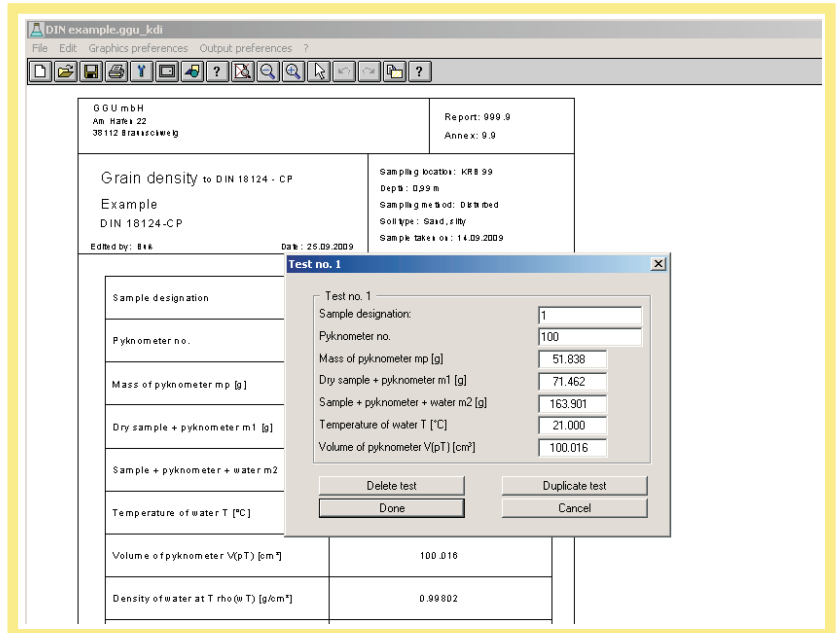 DIN example.ggu_kdi
File Edit Graphics preferences Output preferences ?
GGU mbH
Am Hafen 22
38112 Braunschweig
Report: 999.9
Annex: 9.9
Grain density to DIN 18124 - CP
Example
DIN 18124-CP
Edited by: Buß Date: 25.09.2009
Sampling location: KRB 99
Depth: 0,99 m
Sampling method: Disturbed
Soil type: Sand, silty
Sample taken on: 14.09.2009
Sample designation
Pyknometer no.
Mass of pyknometer mp [g]
Dry sample + pyknometer m1 [g]
Sample + pyknometer + water m2
Temperature of water T [°C]
Volume of pyknometer V(pT) [cm³] 100.016
Density of water at T rho(wT) [g/cm³] 0.99802
Test no. 1
Test no. 1
Sample designation: 1
Pyknometer no. 100
Mass of pyknometer mp [g] 51.838
Dry sample + pyknometer m1 [g] 71.462
Sample + pyknometer + water m2 [g] 163.901
Temperature of water T [°C] 21.000
Volume of pyknometer V(pT) [cm³] 100.016
Delete test Duplicate test
Done Cancel